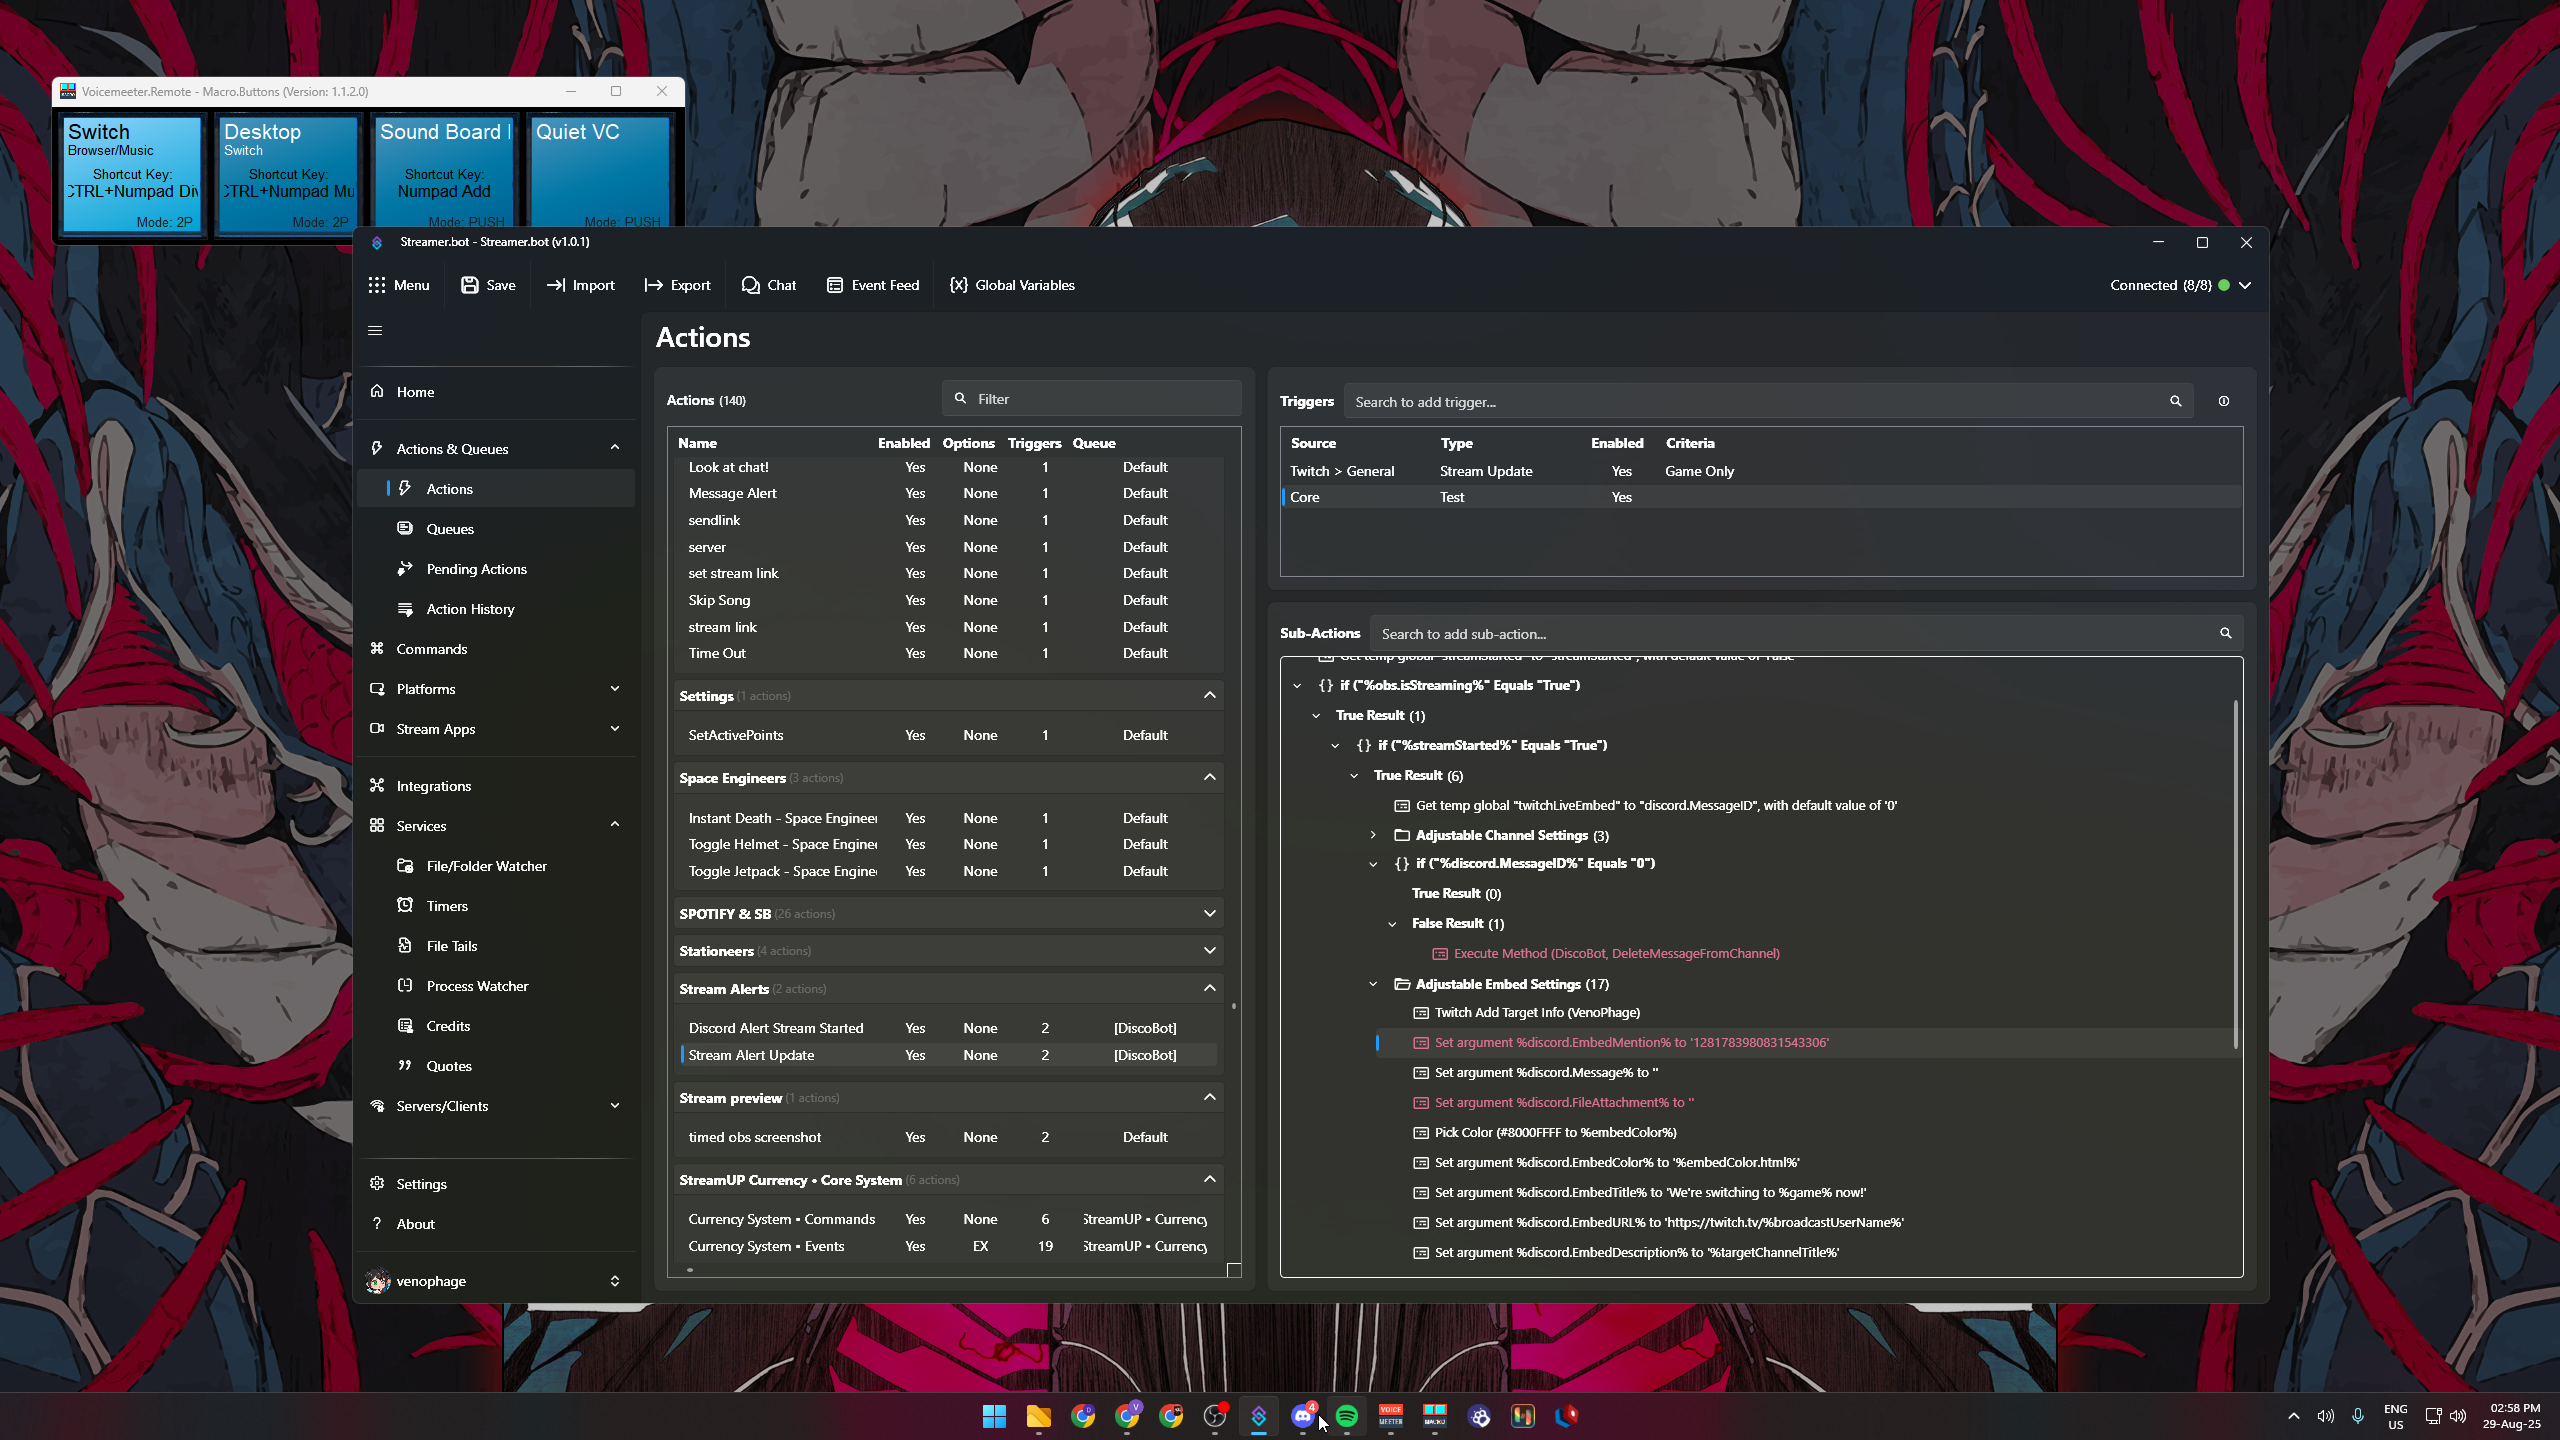 Voicemeeter.Remote - Macro.Buttons (Version: 1.1.2.0)
Switch
Browser/Music
Shortcut Key:
CTRL+Numpad Div
Mode: 2P
Desktop
Switch
Shortcut Key:
CTRL+Numpad Mu
Mode: 2P
Sound Board
Shortcut Key:
Numpad Add
Mode: PUSH
Quiet VC
Mode: PUSH
Streamer.bot - Streamer.bot (v1.0.1)
Menu
Save
Import
Export
Chat
Event Feed
{x} Global Variables
Connected (8/8)
Home
Actions & Queues
Actions
Queues
Pending Actions
Action History
Commands
Platforms
Stream Apps
Integrations
Services
File/Folder Watcher
Timers
File Tails
Process Watcher
Credits
Quotes
Servers/Clients
Settings
? About
venophage
Actions
Actions (140)
Filter
Name Enabled Options Triggers Queue
Look at chat! Yes None 1 Default
Message Alert Yes None 1 Default
sendlink Yes None 1 Default
server Yes None 1 Default
set stream link Yes None 1 Default
Skip Song Yes None 1 Default
stream link Yes None 1 Default
Time Out Yes None 1 Default
Settings (1 actions)
SetActivePoints Yes None 1 Default
Space Engineers (3 actions)
Instant Death - Space Engineer Yes None 1 Default
Toggle Helmet - Space Engine Yes None 1 Default
Toggle Jetpack - Space Engine Yes None 1 Default
SPOTIFY & SB (26 actions)
Stationeers (4 actions)
Stream Alerts (2 actions)
Discord Alert Stream Started Yes None 2 [DiscoBot]
Stream Alert Update Yes None 2 [DiscoBot]
Stream preview (1 actions)
timed obs screenshot Yes None 2 Default
StreamUP Currency • Core System (6 actions)
Currency System • Commands Yes None 6 StreamUP • Currency
Currency System • Events Yes EX 19 StreamUP • Currency
Triggers
Search to add trigger...
Source Type Enabled Criteria
Twitch > General Stream Update Yes Game Only
Core Test Yes
Sub-Actions
Search to add sub-action...
Get temp global "streamStarted" to "streamStarted", with default value of 'False'
{} if ("%obs.isStreaming%" Equals "True")
True Result (1)
{} if ("%streamStarted%" Equals "True")
True Result (6)
Get temp global "twitchLiveEmbed" to "discord.MessageID", with default value of '0'
Adjustable Channel Settings (3)
{} if ("%discord.MessageID%" Equals "0")
True Result (0)
False Result (1)
Execute Method (DiscoBot, DeleteMessageFromChannel)
Adjustable Embed Settings (17)
Twitch Add Target Info (VenoPhage)
Set argument %discord.EmbedMention% to '1281783980831543306'
Set argument %discord.Message% to ''
Set argument %discord.FileAttachment% to ''
Pick Color (#8000FFFF to %embedColor%)
Set argument %discord.EmbedColor% to '%embedColor.html%'
Set argument %discord.EmbedTitle% to 'We're switching to %game% now!'
Set argument %discord.EmbedURL% to 'https://twitch.tv/%broadcastUserName%'
Set argument %discord.EmbedDescription% to '%targetChannelTitle%'
4
VOICE
MEETER
MACRO
ENG
US
02:58 PM
29-Aug-25